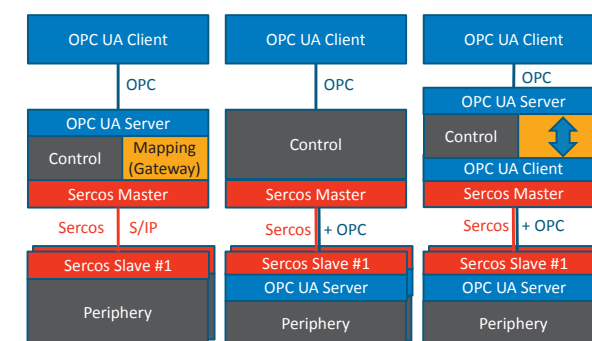 OPC UA Client
OPC
OPC UA Server
Control
Mapping
(Gateway)
Sercos Master
Sercos
S/IP
Sercos Slave #1
Periphery
OPC UA Client
OPC
Control
Sercos Master
Sercos
+ OPC
Sercos Slave #1
OPC UA Server
Periphery
OPC UA Client
OPC
OPC UA Server
Control
OPC UA Client
Sercos Master
Sercos
+ OPC
Sercos Slave #1
OPC UA Server
Periphery